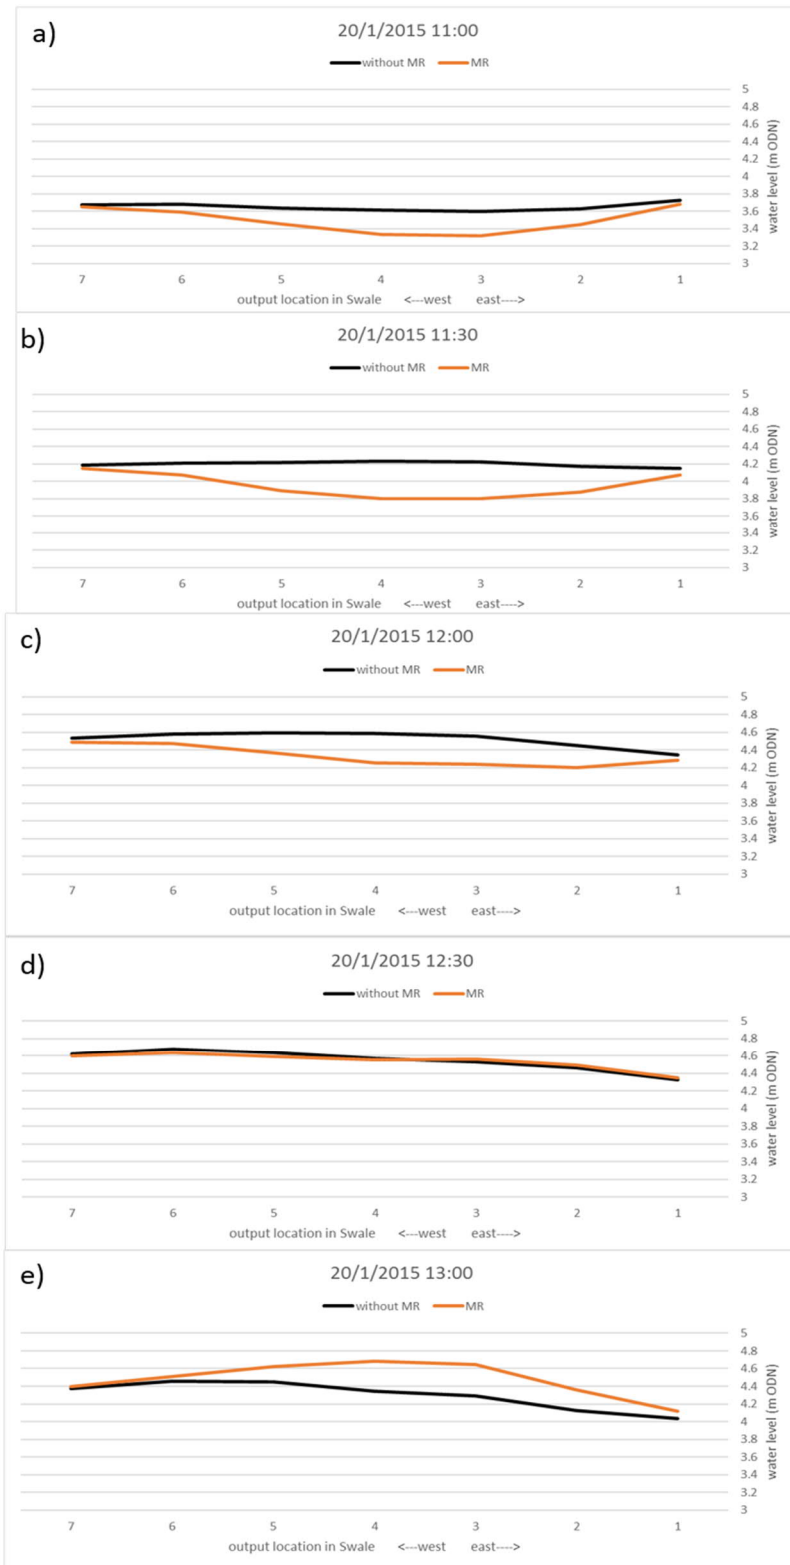 a)
20/1/2015 11:00
without MR MR
5
4.8
4.6
4.4
4.2
4
3.8
3.6
3.4
3.2
3
water level (m ODN)
7 6 5 4 3 2 1
output location in Swale <---west east---->
b)
20/1/2015 11:30
without MR MR
5
4.8
4.6
4.4
4.2
4
3.8
3.6
3.4
3.2
3
water level (m ODN)
7 6 5 4 3 2 1
output location in Swale <---west east---->
c)
20/1/2015 12:00
without MR MR
5
4.8
4.6
4.4
4.2
4
3.8
3.6
3.4
3.2
3
water level (m ODN)
7 6 5 4 3 2 1
output location in Swale <---west east---->
d)
20/1/2015 12:30
without MR MR
5
4.8
4.6
4.4
4.2
4
3.8
3.6
3.4
3.2
3
water level (m ODN)
7 6 5 4 3 2 1
output location in Swale <---west east---->
e)
20/1/2015 13:00
without MR MR
5
4.8
4.6
4.4
4.2
4
3.8
3.6
3.4
3.2
3
water level (m ODN)
7 6 5 4 3 2 1
output location in Swale <---west east---->